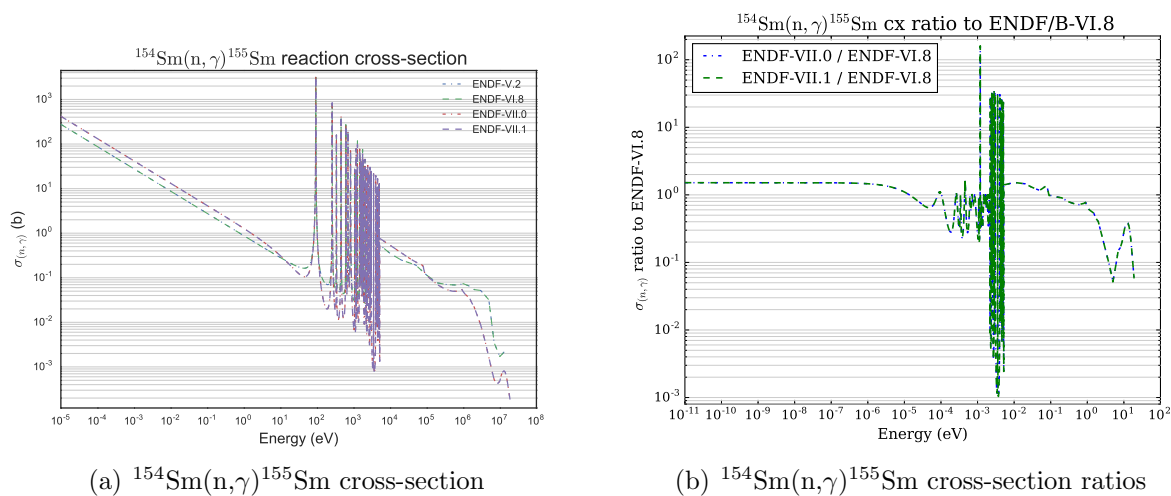 ¹⁵⁴Sm(n, γ)¹⁵⁵Sm reaction cross-section
ENDF-V.2
ENDF-VI.8
ENDF-VII.0
ENDF-VII.1
σ₍ₙ,γ₎ (b)
10³
10²
10¹
10⁰
10⁻¹
10⁻²
10⁻³
10⁻⁵ 10⁻⁴ 10⁻³ 10⁻² 10⁻¹ 10⁰ 10¹ 10² 10³ 10⁴ 10⁵ 10⁶ 10⁷ 10⁸
Energy (eV)
(a) ¹⁵⁴Sm(n,γ)¹⁵⁵Sm cross-section
¹⁵⁴Sm(n, γ)¹⁵⁵Sm cx ratio to ENDF/B-VI.8
ENDF-VII.0 / ENDF-VI.8
ENDF-VII.1 / ENDF-VI.8
σ₍ₙ,γ₎ ratio to ENDF-VI.8
10²
10¹
10⁰
10⁻¹
10⁻²
10⁻³
10⁻¹¹ 10⁻¹⁰ 10⁻⁹ 10⁻⁸ 10⁻⁷ 10⁻⁶ 10⁻⁵ 10⁻⁴ 10⁻³ 10⁻² 10⁻¹ 10⁰ 10¹ 10²
Energy (eV)
(b) ¹⁵⁴Sm(n,γ)¹⁵⁵Sm cross-section ratios